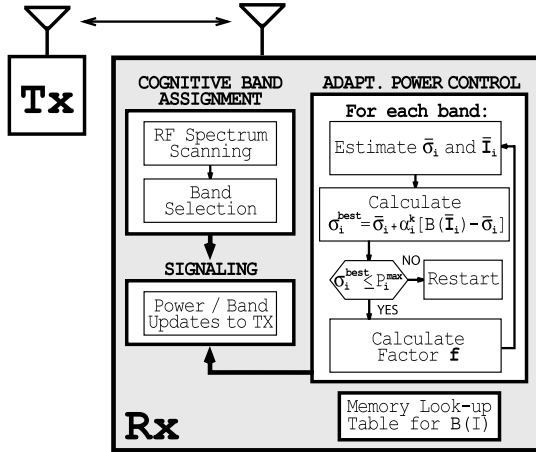 Tx
COGNITIVE BAND
ASSIGNMENT
RF Spectrum
Scanning
Band
Selection
SIGNALING
Power / Band
Updates to TX
Rx
ADAPT. POWER CONTROL
For each band:
Estimate σ̄ᵢ and Īᵢ
Calculate
σᵢᵇᵉˢᵗ=σ̄ᵢ+αᵢᵏ[B(Īᵢ)-σ̄ᵢ]
σᵢᵇᵉˢᵗ≤Pᵢᵐᵃˣ
NO
Restart
YES
Calculate
Factor f
Memory Look-up
Table for B(I)